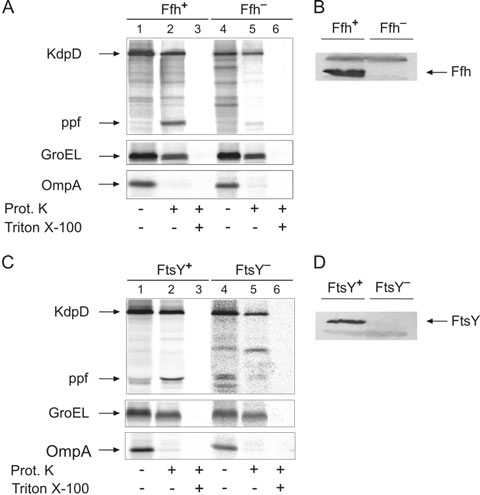 A
Ffh+ Ffh−
1 2 3 4 5 6
KdpD
ppf
GroEL
OmpA
Prot. K - + + - + +
Triton X-100 + +
B
Ffh+ Ffh−
Ffh
C
FtsY+ FtsY−
1 2 3 4 5 6
KdpD
ppf
GroEL
OmpA
Prot. K - + + - + +
Triton X-100 + +
D
FtsY+ FtsY−
FtsY